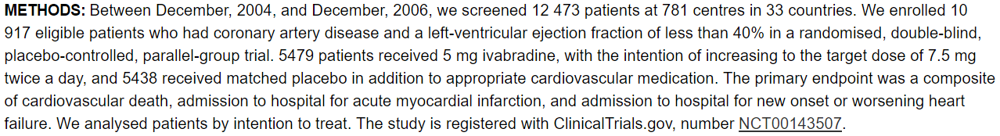 METHODS: Between December, 2004, and December, 2006, we screened 12 473 patients at 781 centres in 33 countries. We enrolled 10
917 eligible patients who had coronary artery disease and a left-ventricular ejection fraction of less than 40% in a randomised, double-blind,
placebo-controlled, parallel-group trial. 5479 patients received 5 mg ivabradine, with the intention of increasing to the target dose of 7.5 mg
twice a day, and 5438 received matched placebo in addition to appropriate cardiovascular medication. The primary endpoint was a composite
of cardiovascular death, admission to hospital for acute myocardial infarction, and admission to hospital for new onset or worsening heart
failure. We analysed patients by intention to treat. The study is registered with ClinicalTrials.gov, number NCT00143507.